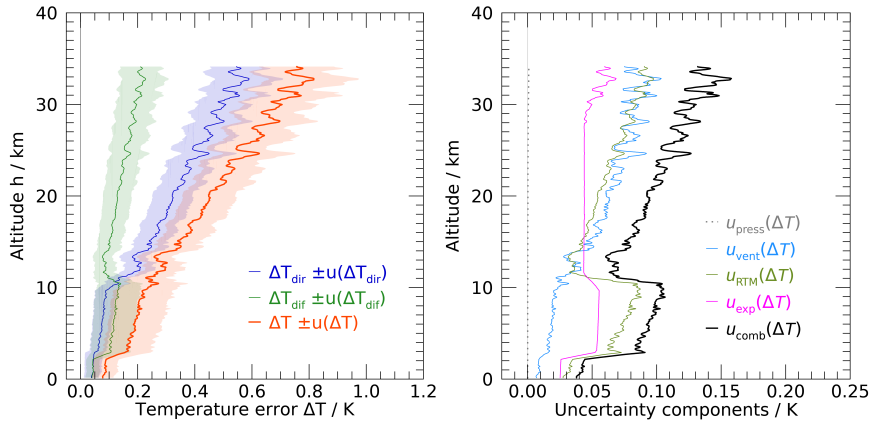 40
30
20
10
0
Altitude h / km
0.0 0.2 0.4 0.6 0.8 1.0 1.2
Temperature error ΔT / K
ΔT_dir ±u(ΔT_dir)
ΔT_dif ±u(ΔT_dif)
ΔT ±u(ΔT)
40
30
20
10
0
Altitude / km
0.00 0.05 0.10 0.15 0.20 0.25
Uncertainty components / K
u_press(ΔT)
u_vent(ΔT)
u_RTM(ΔT)
u_exp(ΔT)
u_comb(ΔT)